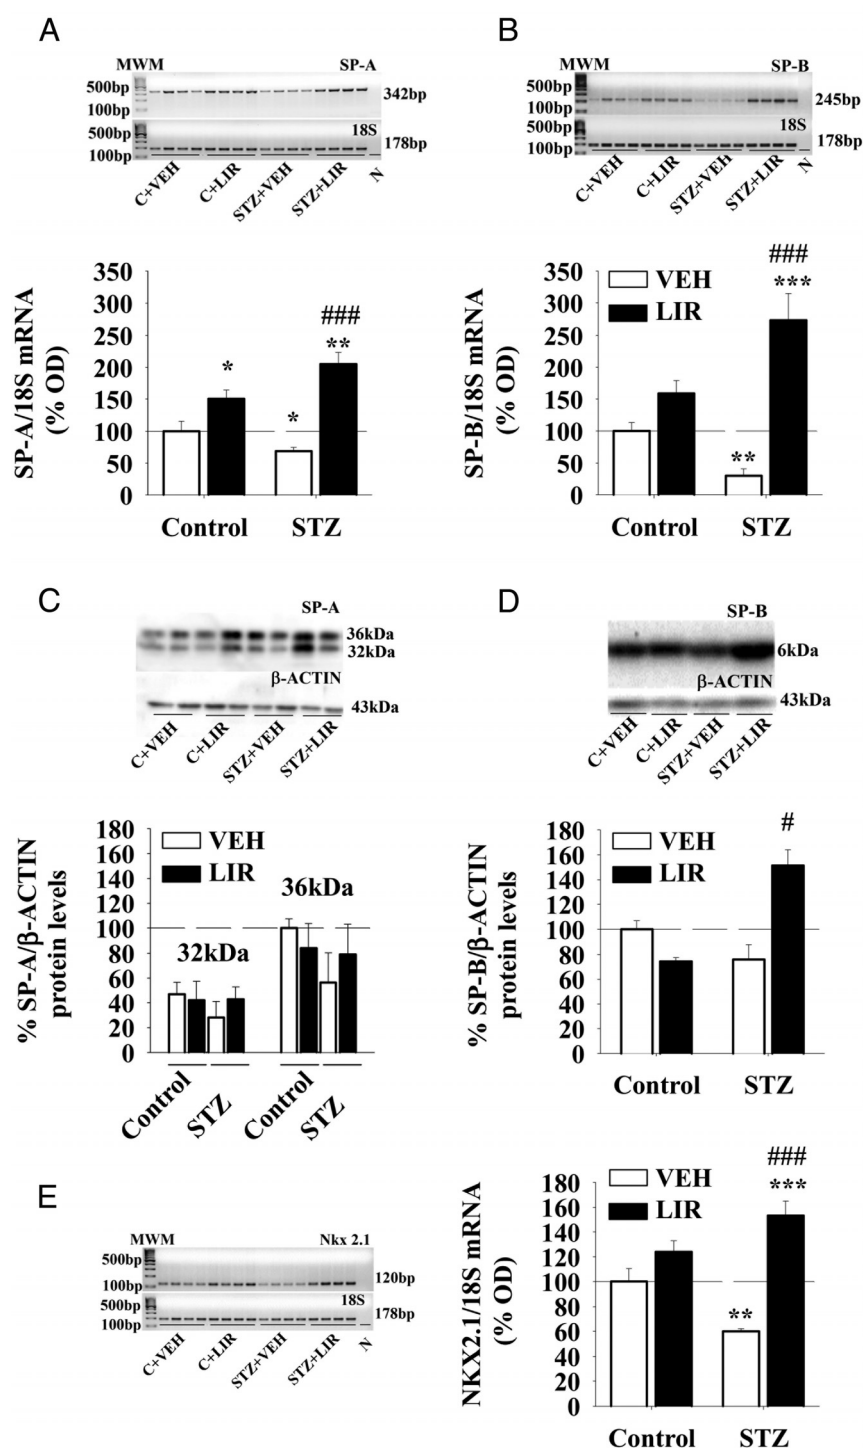 A
MWM SP-A
500bp
342bp
100bp
500bp 18S
178bp
100bp
C+VEH C+LIR STZ+VEH STZ+LIR N
SP-A/18S mRNA
(% OD)
350
300
250
200
150
100
50
0
*
*
###
**
Control STZ
B
MWM SP-B
500bp
245bp
100bp
500bp 18S
178bp
100bp
C+VEH C+LIR STZ+VEH STZ+LIR N
SP-B/18S mRNA
(% OD)
350
300
250
200
150
100
50
0
VEH
LIR
**
###
***
Control STZ
C
SP-A
36kDa
32kDa
β-ACTIN
43kDa
C+VEH C+LIR STZ+VEH STZ+LIR
% SP-A/β-ACTIN
protein levels
180
160
140
120
100
80
60
40
20
0
VEH
LIR
36kDa
32kDa
Control STZ Control STZ
D
SP-B
6kDa
β-ACTIN
43kDa
C+VEH C+LIR STZ+VEH STZ+LIR
% SP-B/β-ACTIN
protein levels
180
160
140
120
100
80
60
40
20
0
VEH
LIR
#
Control STZ
E
MWM Nkx 2.1
500bp
120bp
100bp
500bp 18S
178bp
100bp
C+VEH C+LIR STZ+VEH STZ+LIR N
NKX2.1/18S mRNA
(% OD)
180
160
140
120
100
80
60
40
20
0
VEH
LIR
**
###
***
Control STZ